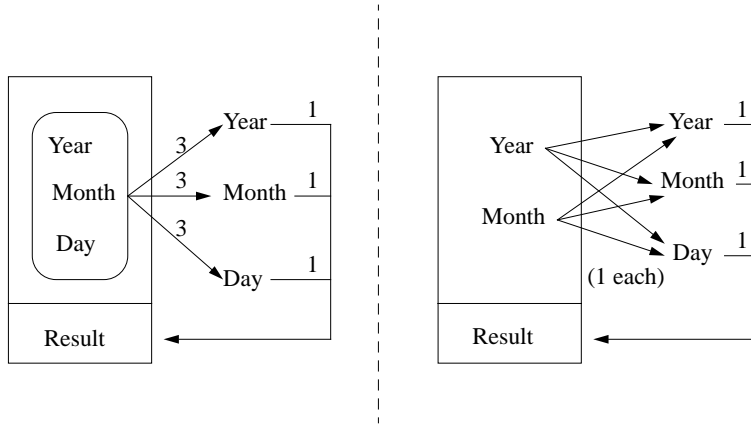 Year
Month
Day
3
3
3
Year
1
Month
1
Day
1
Result
Year
Month
Year
1
Month
1
Day
1
(1 each)
Result